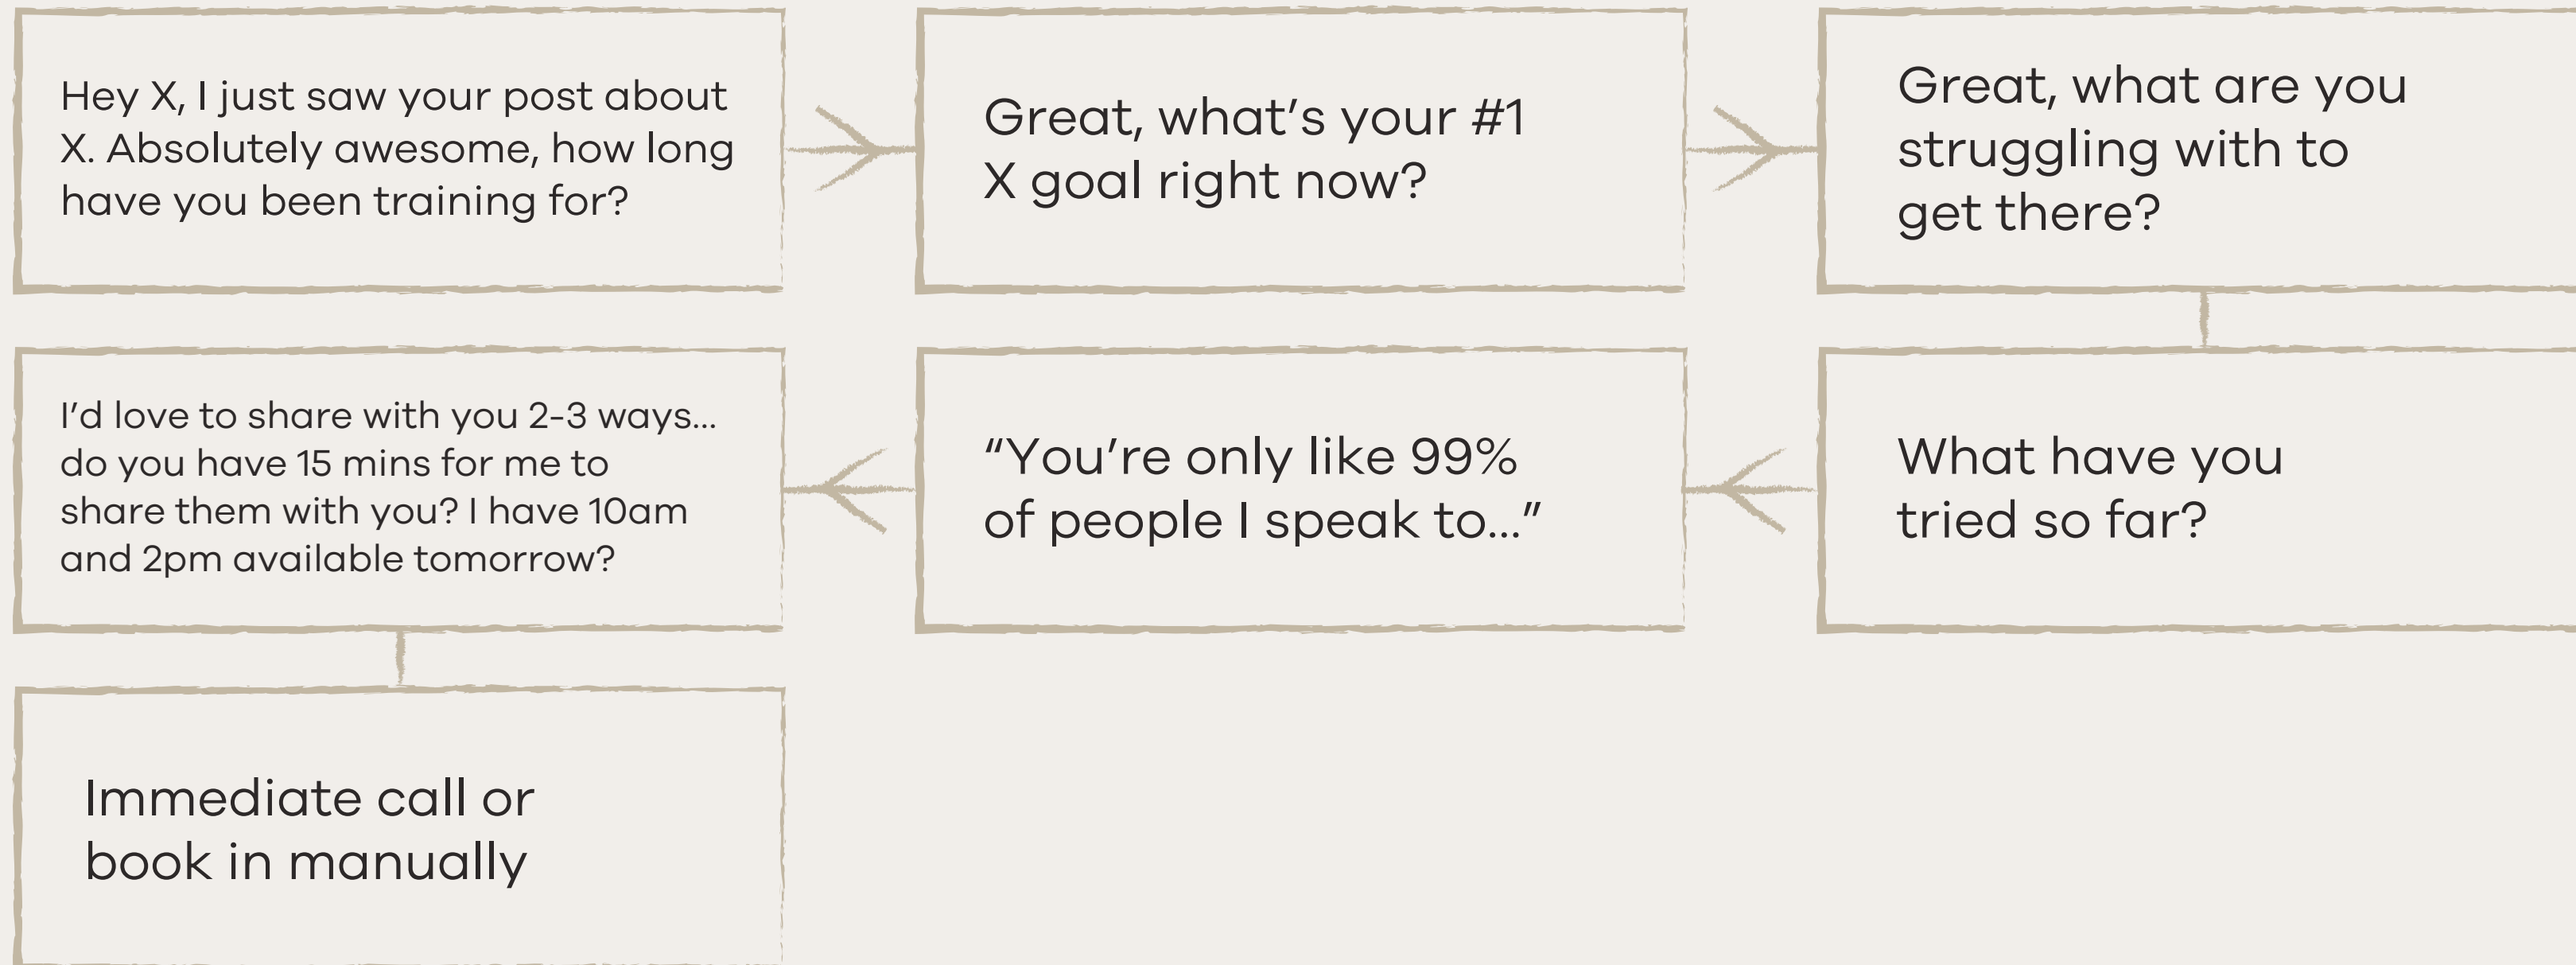 Hey X, I just saw your post about
X. Absolutely awesome, how long
have you been training for?
Great, what's your #1
X goal right now?
Great, what are you
struggling with to
get there?
What have you
tried so far?
“You’re only like 99%
of people I speak to...”
I’d love to share with you 2-3 ways...
do you have 15 mins for me to
share them with you? I have 10am
and 2pm available tomorrow?
Immediate call or
book in manually